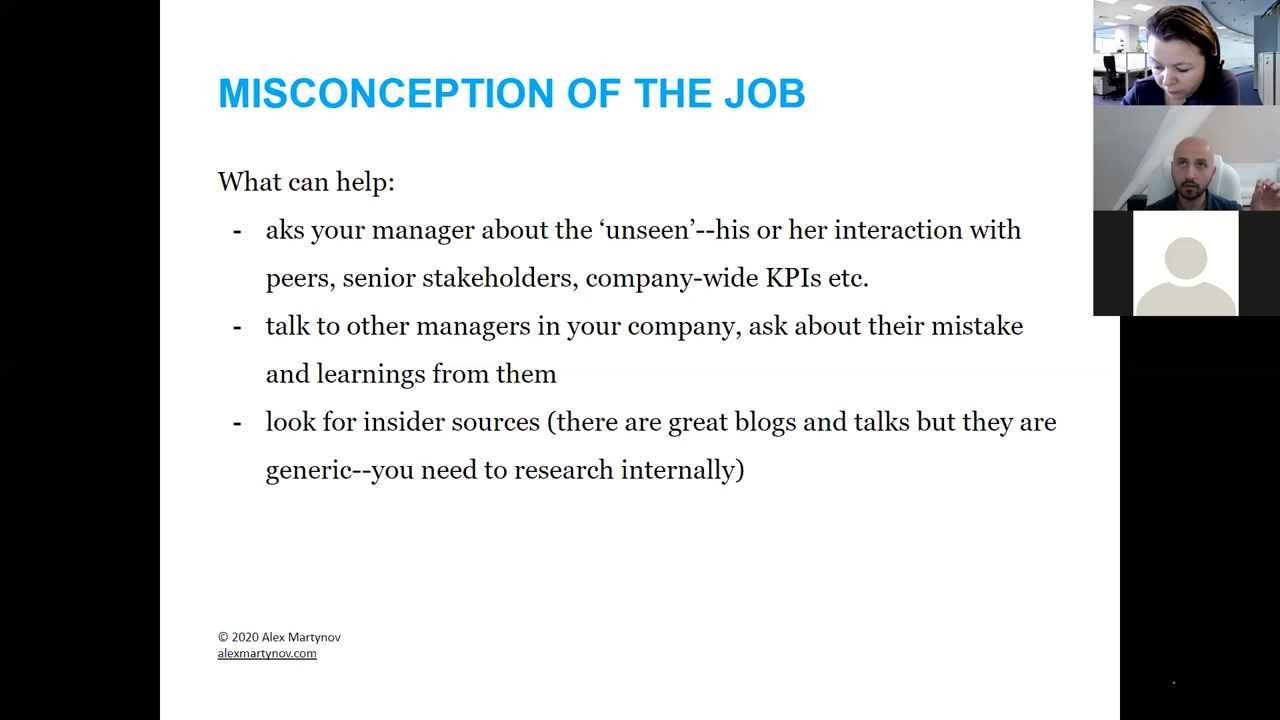 MISCONCEPTION OF THE JOB
What can help:
- aks your manager about the ‘unseen’--his or her interaction with
peers, senior stakeholders, company-wide KPIs etc.
- talk to other managers in your company, ask about their mistake
and learnings from them
- look for insider sources (there are great blogs and talks but they are
generic--you need to research internally)
© 2020 Alex Martynov
alexmartynov.com